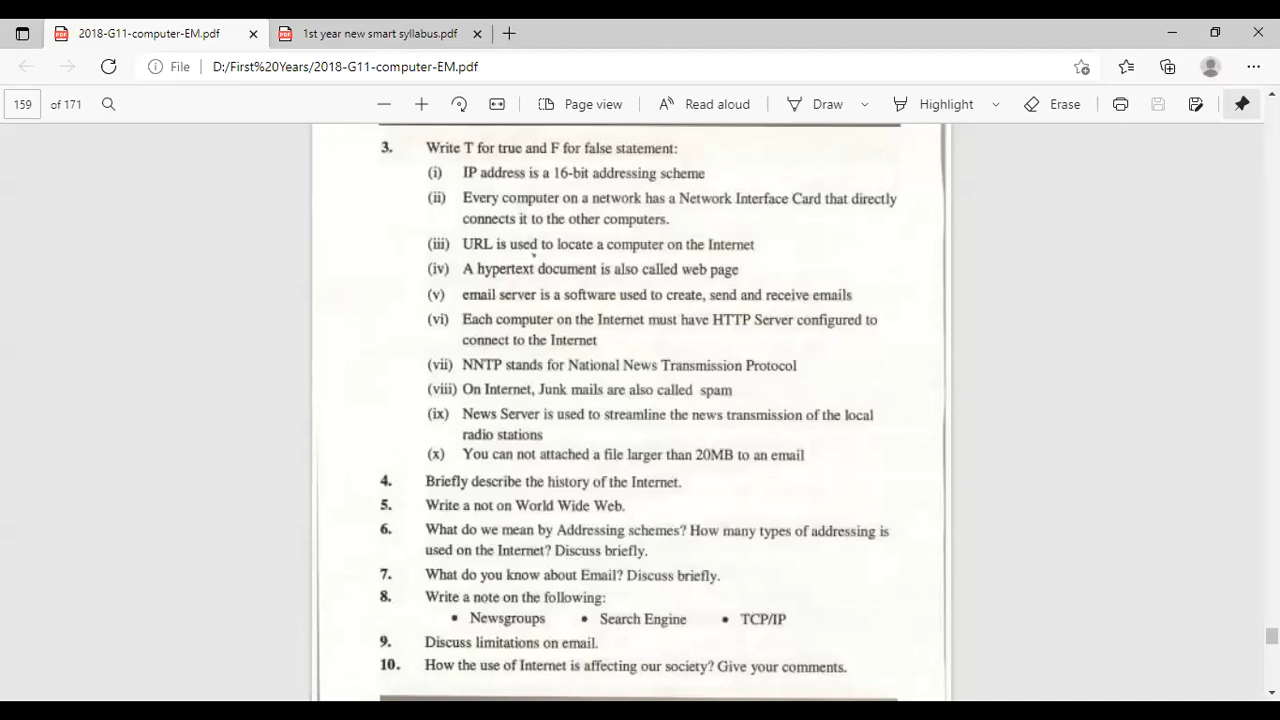 2018-G11-computer-EM.pdf
1st year new smart syllabus.pdf
File D:/First%20Years/2018-G11-computer-EM.pdf
159 of 171 Page view Read aloud Draw Highlight Erase
3. Write T for true and F for false statement:
(i) IP address is a 16-bit addressing scheme
(ii) Every computer on a network has a Network Interface Card that directly
connects it to the other computers.
(iii) URL is used to locate a computer on the Internet
(iv) A hypertext document is also called web page
(v) email server is a software used to create, send and receive emails
(vi) Each computer on the Internet must have HTTP Server configured to
connect to the Internet
(vii) NNTP stands for National News Transmission Protocol
(viii) On Internet, Junk mails are also called spam
(ix) News Server is used to streamline the news transmission of the local
radio stations
(x) You can not attached a file larger than 20MB to an email
4. Briefly describe the history of the Internet.
5. Write a not on World Wide Web.
6. What do we mean by Addressing schemes? How many types of addressing is
used on the Internet? Discuss briefly.
7. What do you know about Email? Discuss briefly.
8. Write a note on the following:
• Newsgroups • Search Engine • TCP/IP
9. Discuss limitations on email.
10. How the use of Internet is affecting our society? Give your comments.